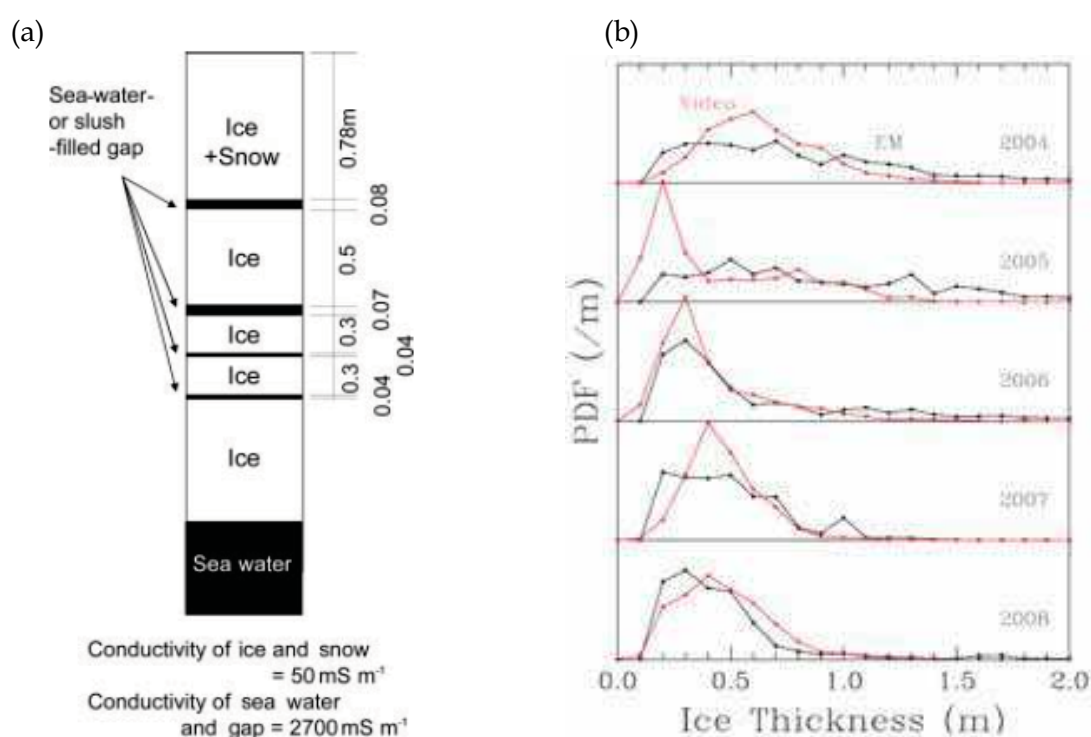 (a)
Sea-water-
or slush
-filled gap
Ice
+Snow
Ice
Ice
Ice
Ice
Sea water
0.78m
0.08
0.5
0.07
0.3
0.04
0.3
0.04
Conductivity of ice and snow
= 50 mS m⁻¹
Conductivity of sea water
and gap = 2700 mS m⁻¹
(b)
Video
EM
2004
2005
2006
2007
2008
PDF (/m)
0.0 0.5 1.0 1.5 2.0
Ice Thickness (m)